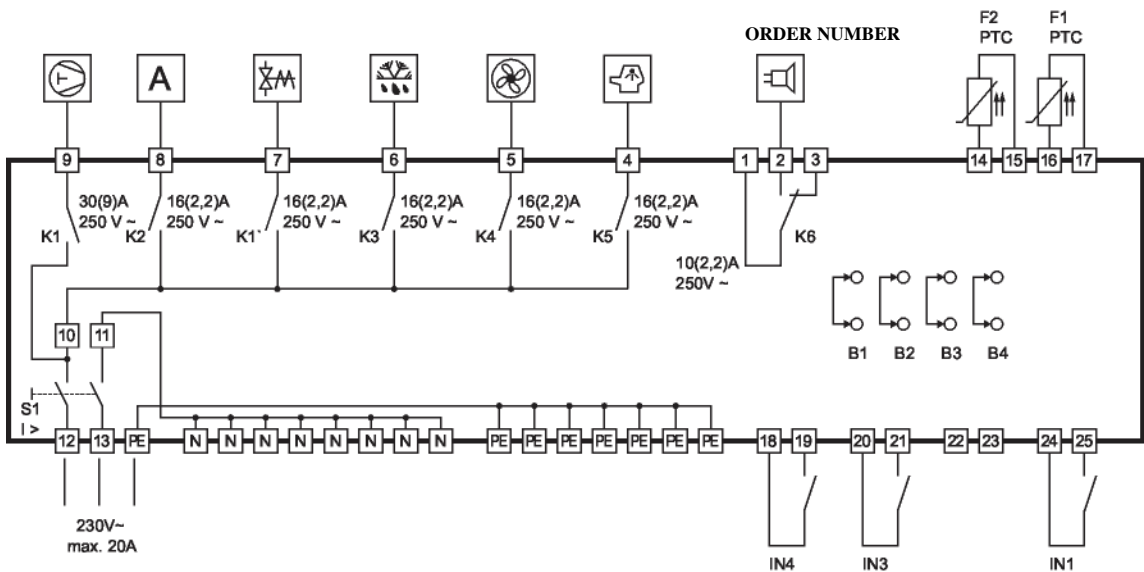 ORDER NUMBER
F2 F1
PTC PTC
A
9 8 7 6 5 4 1 2 3 14 15 16 17
30(9)A 16(2,2)A 16(2,2)A 16(2,2)A 16(2,2)A 16(2,2)A
250 V ~ 250 V ~ 250 V ~ 250 V ~ 250 V ~ 250 V ~
K1 K2 K1` K3 K4 K5 K6
10(2,2)A
250V ~
10 11
B1 B2 B3 B4
S1
I >
12 13 PE N N N N N N N N PE PE PE PE PE PE PE 18 19 20 21 22 23 24 25
230V~
max. 20A
IN4 IN3 IN1